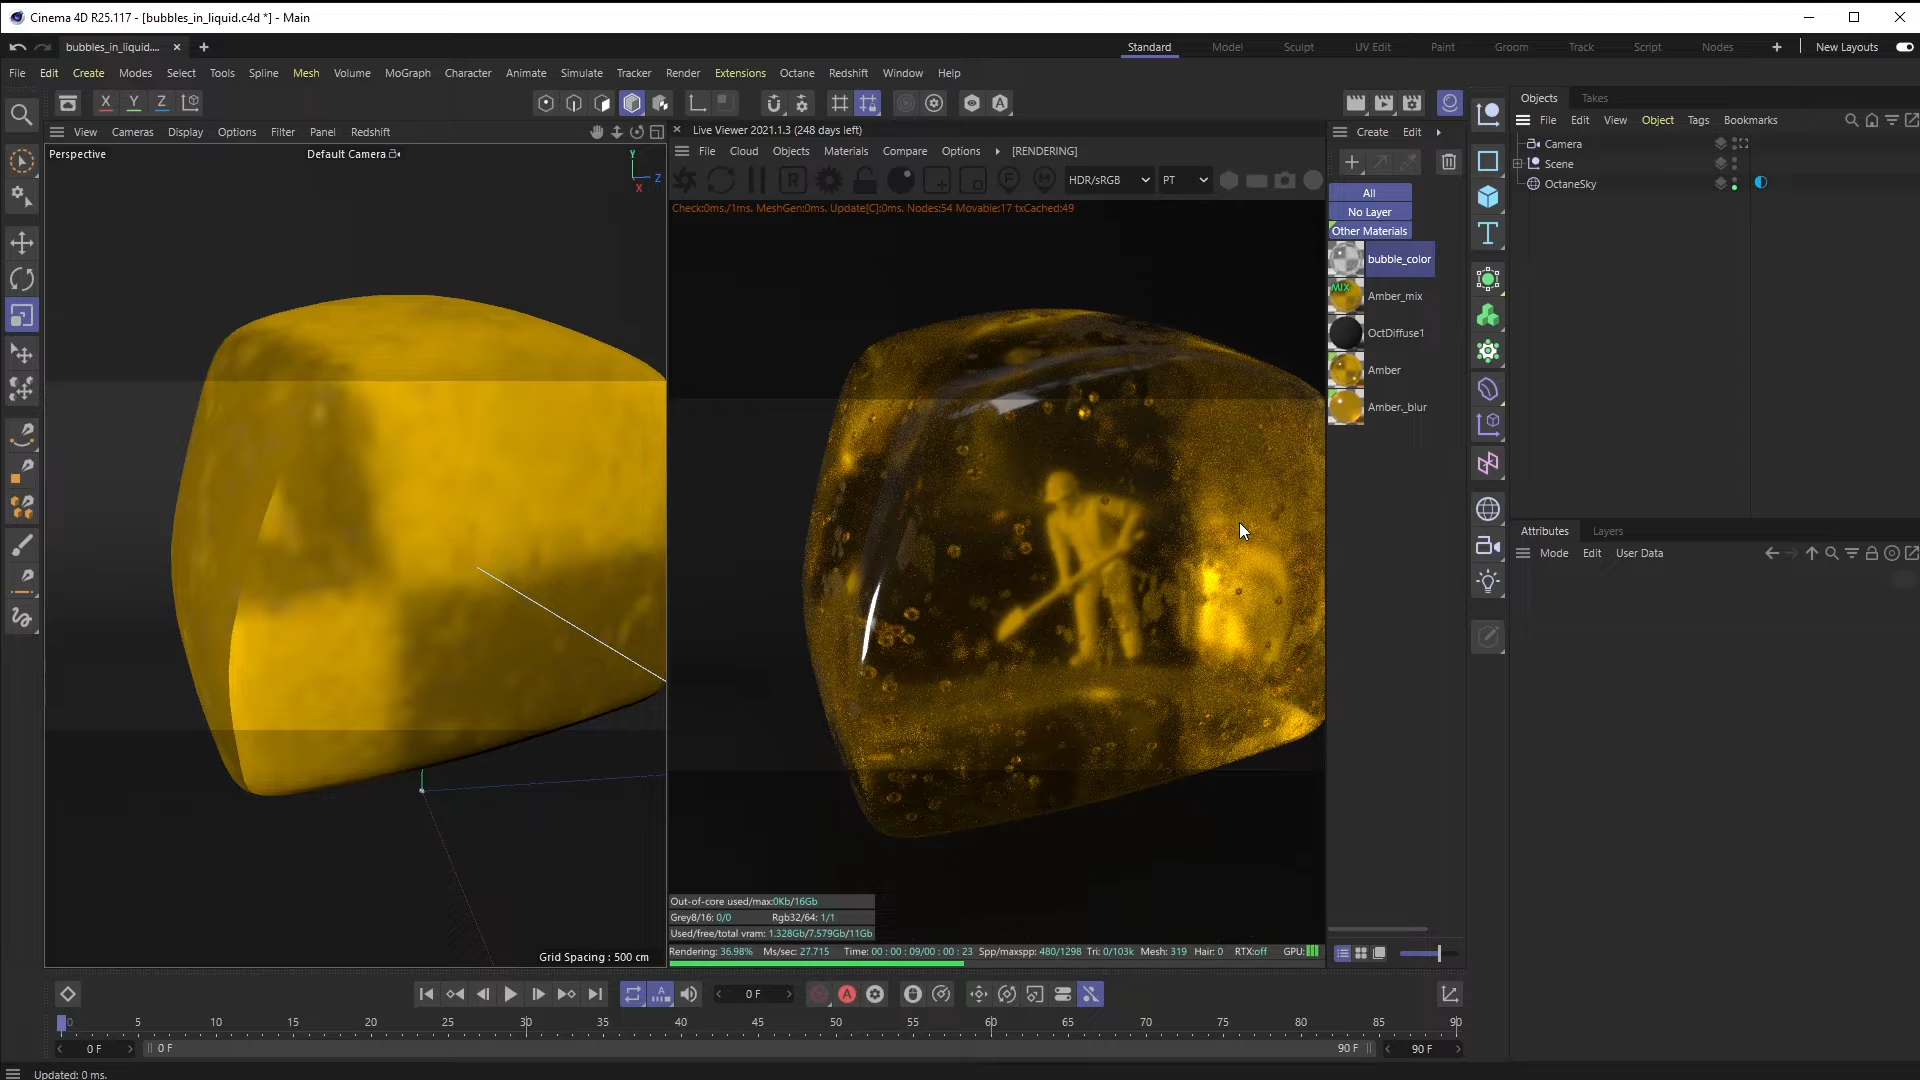 Cinema 4D R25.117 - [bubbles_in_liquid.c4d *] - Main
bubbles_in_liquid....
Standard
Model
Sculpt
UV Edit
Paint
Groom
Track
Script
Nodes
New Layouts
File
Edit
Create
Modes
Select
Tools
Spline
Mesh
Volume
MoGraph
Character
Animate
Simulate
Tracker
Render
Extensions
Octane
Redshift
Window
Help
X
Y
Z
View
Cameras
Display
Options
Filter
Panel
Redshift
Perspective
Default Camera
Y
Z
X
Grid Spacing : 500 cm
Live Viewer 2021.1.3 (248 days left)
File
Cloud
Objects
Materials
Compare
Options
[RENDERING]
HDR/sRGB
PT
Check:0ms./1ms. MeshGen:0ms. Update[C]:0ms. Nodes:54 Movable:17 txCached:49
Out-of-core used/max:0Kb/16Gb
Grey8/16: 0/0
Rgb32/64: 1/1
Used/free/total vram: 1.328Gb/7.579Gb/11Gb
Rendering: 36.98%
Ms/sec: 27.715
Time: 00 : 00 : 09/00 : 00 : 23
Spp/maxspp: 480/1298
Tri: 0/103k
Mesh: 319
Hair: 0
RTX:off
GPU:
Create
Edit
All
No Layer
Other Materials
bubble_color
MIX
Amber_mix
OctDiffuse1
Amber
Amber._blur
Objects
Takes
File
Edit
View
Object
Tags
Bookmarks
Camera
Scene
OctaneSky
Attributes
Layers
Mode
Edit
User Data
0 F
0
5
10
15
20
25
30
35
40
45
50
55
60
65
70
75
80
85
90
0 F
0 F
90 F
90 F
Updated: 0 ms.